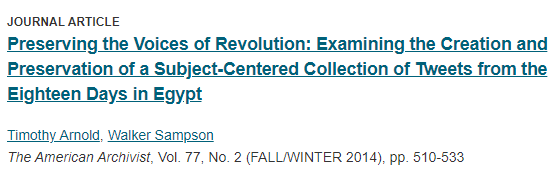 JOURNAL ARTICLE
Preserving the Voices of Revolution: Examining the Creation and
Preservation of a Subject-Centered Collection of Tweets from the
Eighteen Days in Egypt
Timothy Arnold, Walker Sampson
The American Archivist, Vol. 77, No. 2 (FALL/WINTER 2014), pp. 510-533